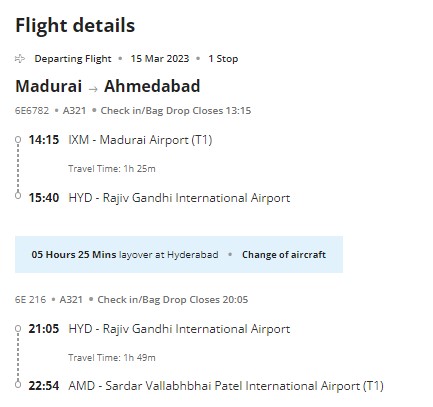 Flight details
Departing Flight • 15 Mar 2023 • 1 Stop
Madurai → Ahmedabad
6E6782 • A321 • Check in/Bag Drop Closes 13:15
14:15 IXM - Madurai Airport (T1)
Travel Time: 1h 25m
15:40 HYD - Rajiv Gandhi International Airport
05 Hours 25 Mins layover at Hyderabad • Change of aircraft
6E 216 • A321 • Check in/Bag Drop Closes 20:05
21:05 HYD - Rajiv Gandhi International Airport
Travel Time: 1h 49m
22:54 AMD - Sardar Vallabhbhai Patel International Airport (T1)